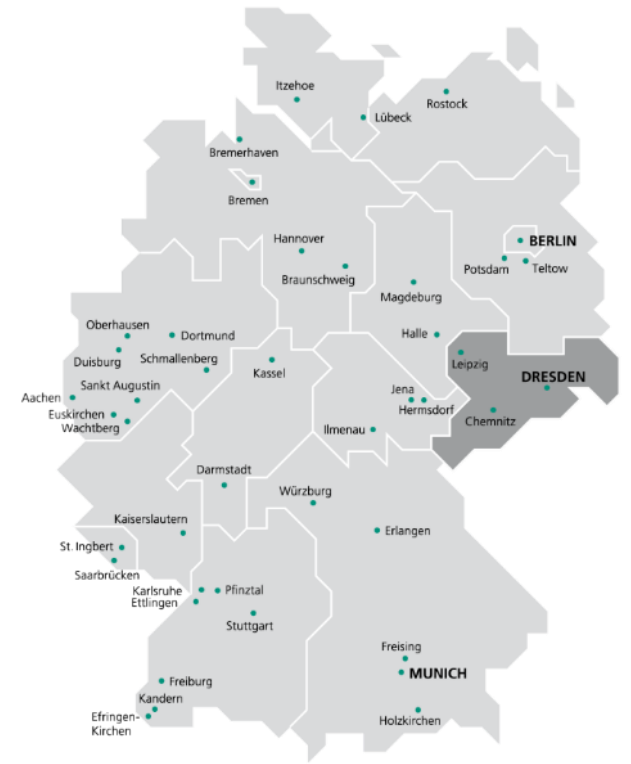 Itzehoe
Rostock
Lübeck
Bremerhaven
Bremen
Hannover
BERLIN
Braunschweig
Potsdam
Teltow
Magdeburg
Oberhausen
Dortmund
Halle
Duisburg
Schmallenberg
Leipzig
Kassel
DRESDEN
Sankt Augustin
Jena
Aachen
Hermsdorf
Euskirchen
Wachtberg
Chemnitz
Ilmenau
Darmstadt
Würzburg
Kaiserslautern
Erlangen
St. Ingbert
Saarbrücken
Karlsruhe
Pfinztal
Ettlingen
Stuttgart
Freising
MUNICH
Freiburg
Kandern
Efringen-
Kirchen
Holzkirchen